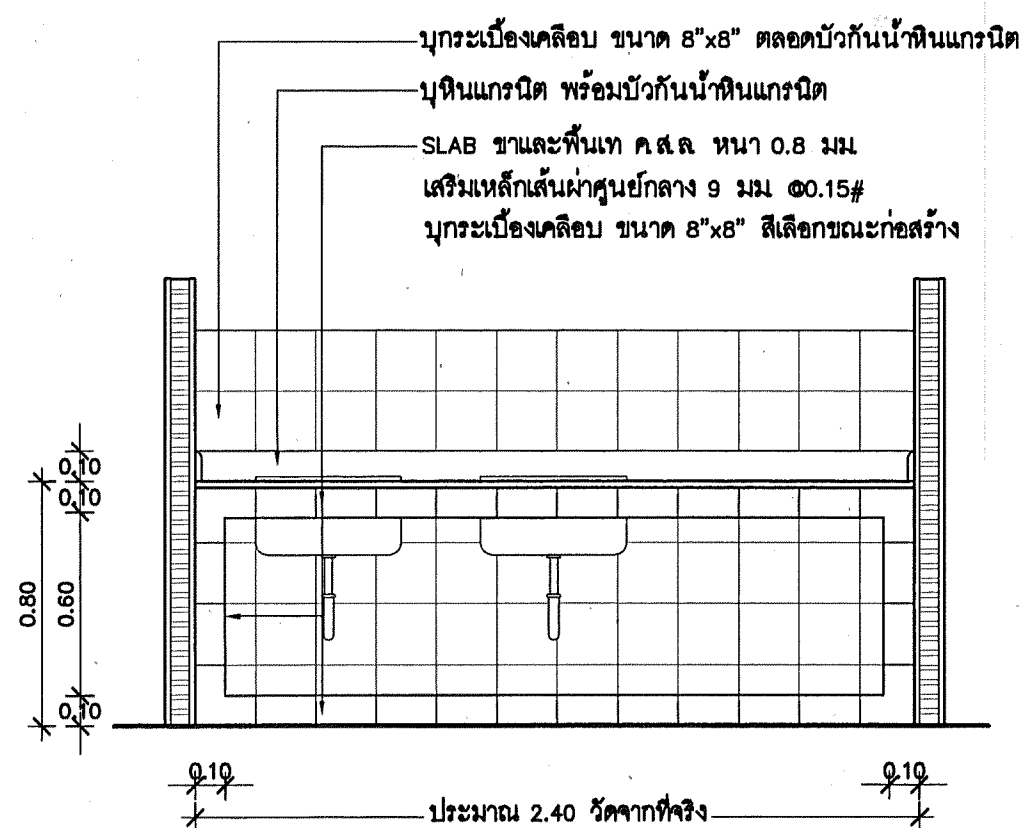 บุกระเบื้องเคลือบ ขนาด 8"x8" ตลอดบัวกันน้ำหินแกรนิต
บุหินแกรนิต พร้อมบัวกันน้ำหินแกรนิต
SLAB ขาและพื้นเท ค.ส.ล. หนา 0.8 มม.
เสริมเหล็กเส้นผ่าศูนย์กลาง 9 มม. @0.15#
บุกระเบื้องเคลือบ ขนาด 8"x8" สีเลือกขณะก่อสร้าง
0.10
0.10
0.80
0.60
0.10
0.10
0.10
ประมาณ 2.40 วัดจากที่จริง